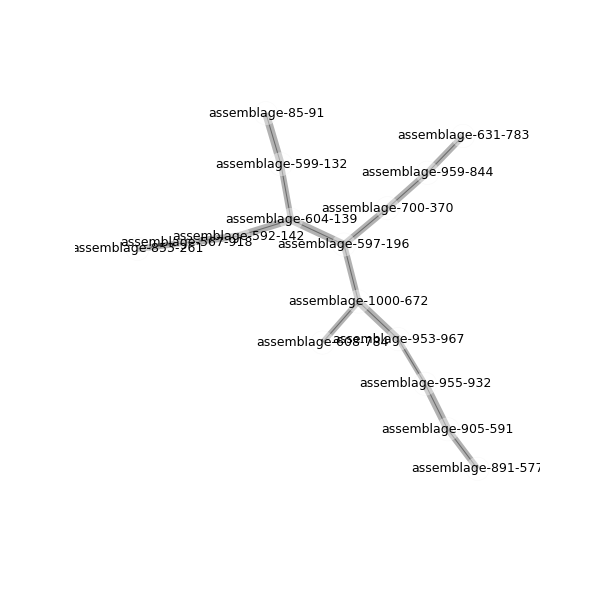 assemblage-85-91
assemblage-631-783
assemblage-599-132
assemblage-959-844
assemblage-700-370
assemblage-604-139
assemblage-592-142
assemblage-567-918
assemblage-597-196
assemblage-853-261
assemblage-1000-672
assemblage-953-967
assemblage-608-784
assemblage-955-932
assemblage-905-591
assemblage-891-577